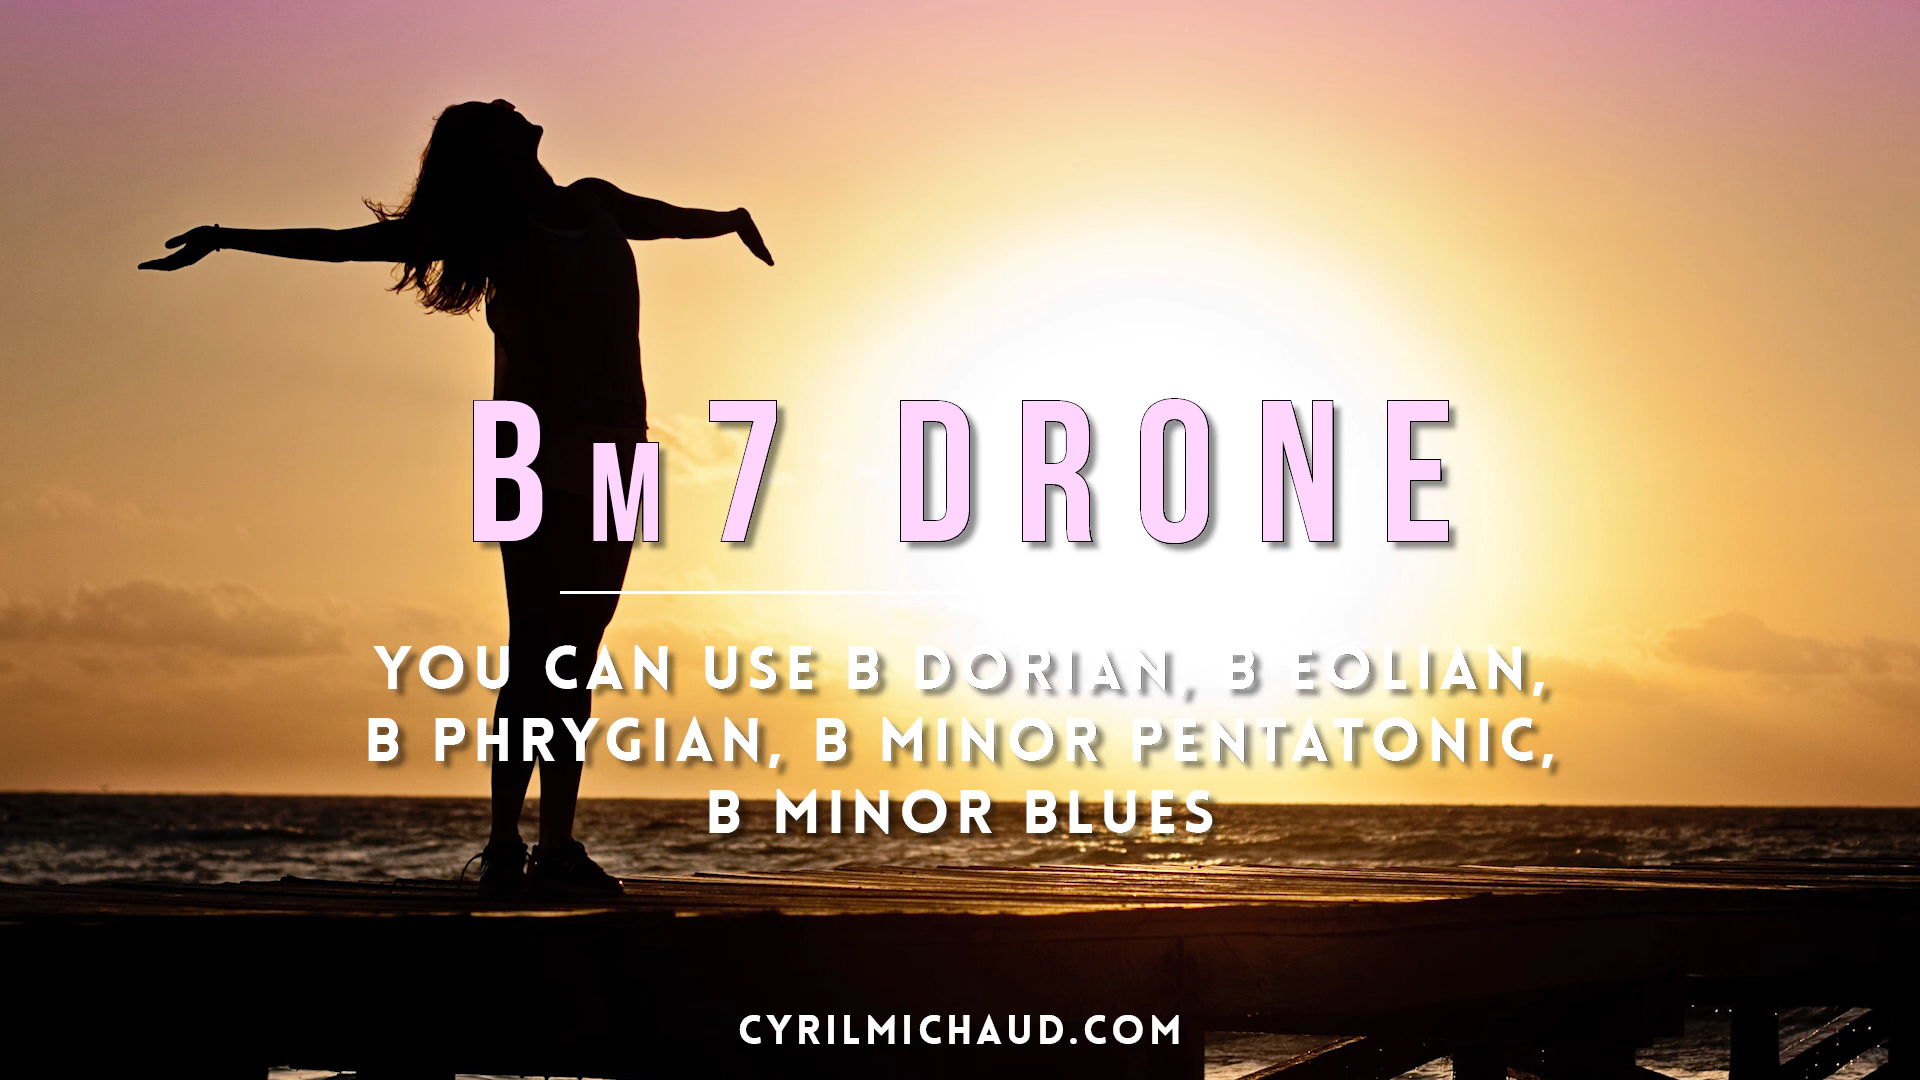 Bm7 DRONE
YOU CAN USE B DORIAN, B EOLIAN,
B PHRYGIAN, B MINOR PENTATONIC,
B MINOR BLUES
CYRILMICHAUD.COM